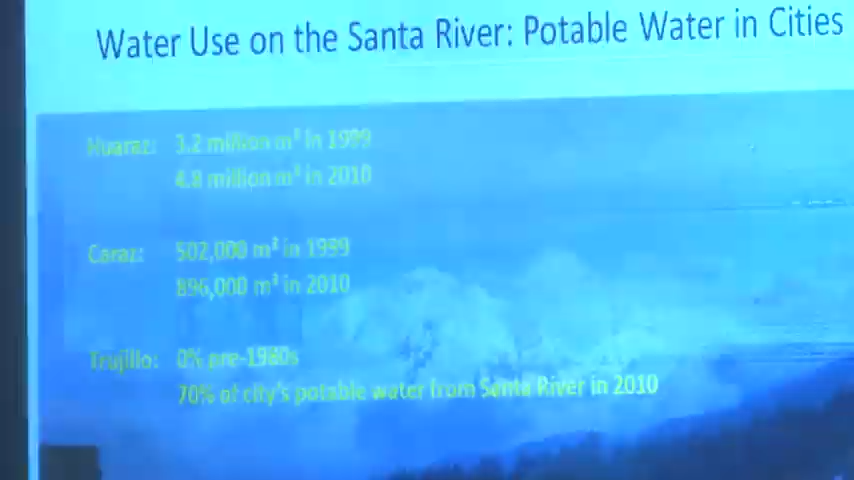 Water Use on the Santa River: Potable Water in Cities
Huaraz: 3.2 million m³ in 1999
4.8 million m³ in 2010
Caraz: 502,000 m³ in 1999
896,000 m³ in 2010
Trujillo: 0% pre-1980s
70% of city's potable water from Santa River in 2010